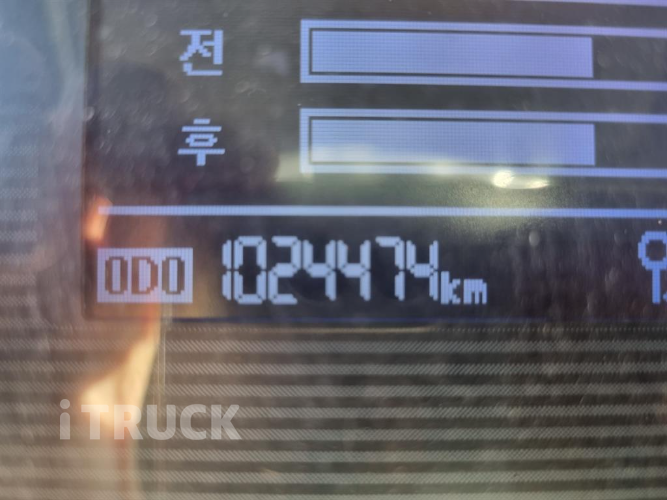 전
후
ODO 1024474km
iTRUCK